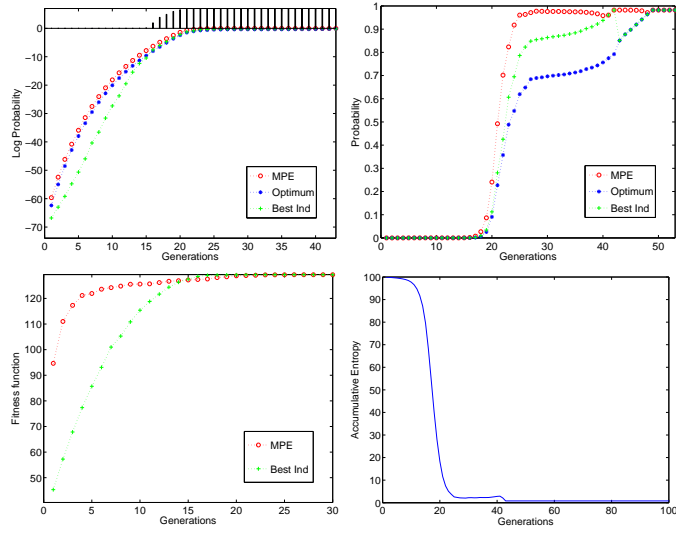 0
−10
−20
−30
−40
−50
−60
−70
0 5 10 15 20 25 30 35 40
Log Probability
Generations
MPE
Optimum
Best Ind
1
0.9
0.8
0.7
0.6
0.5
0.4
0.3
0.2
0.1
0
0 10 20 30 40 50
Probability
Generations
MPE
Optimum
Best Ind
120
110
100
90
80
70
60
50
0 5 10 15 20 25 30
Fitness function
Generations
MPE
Best Ind
100
90
80
70
60
50
40
30
20
10
0
0 20 40 60 80 100
Accumulative Entropy
Generations